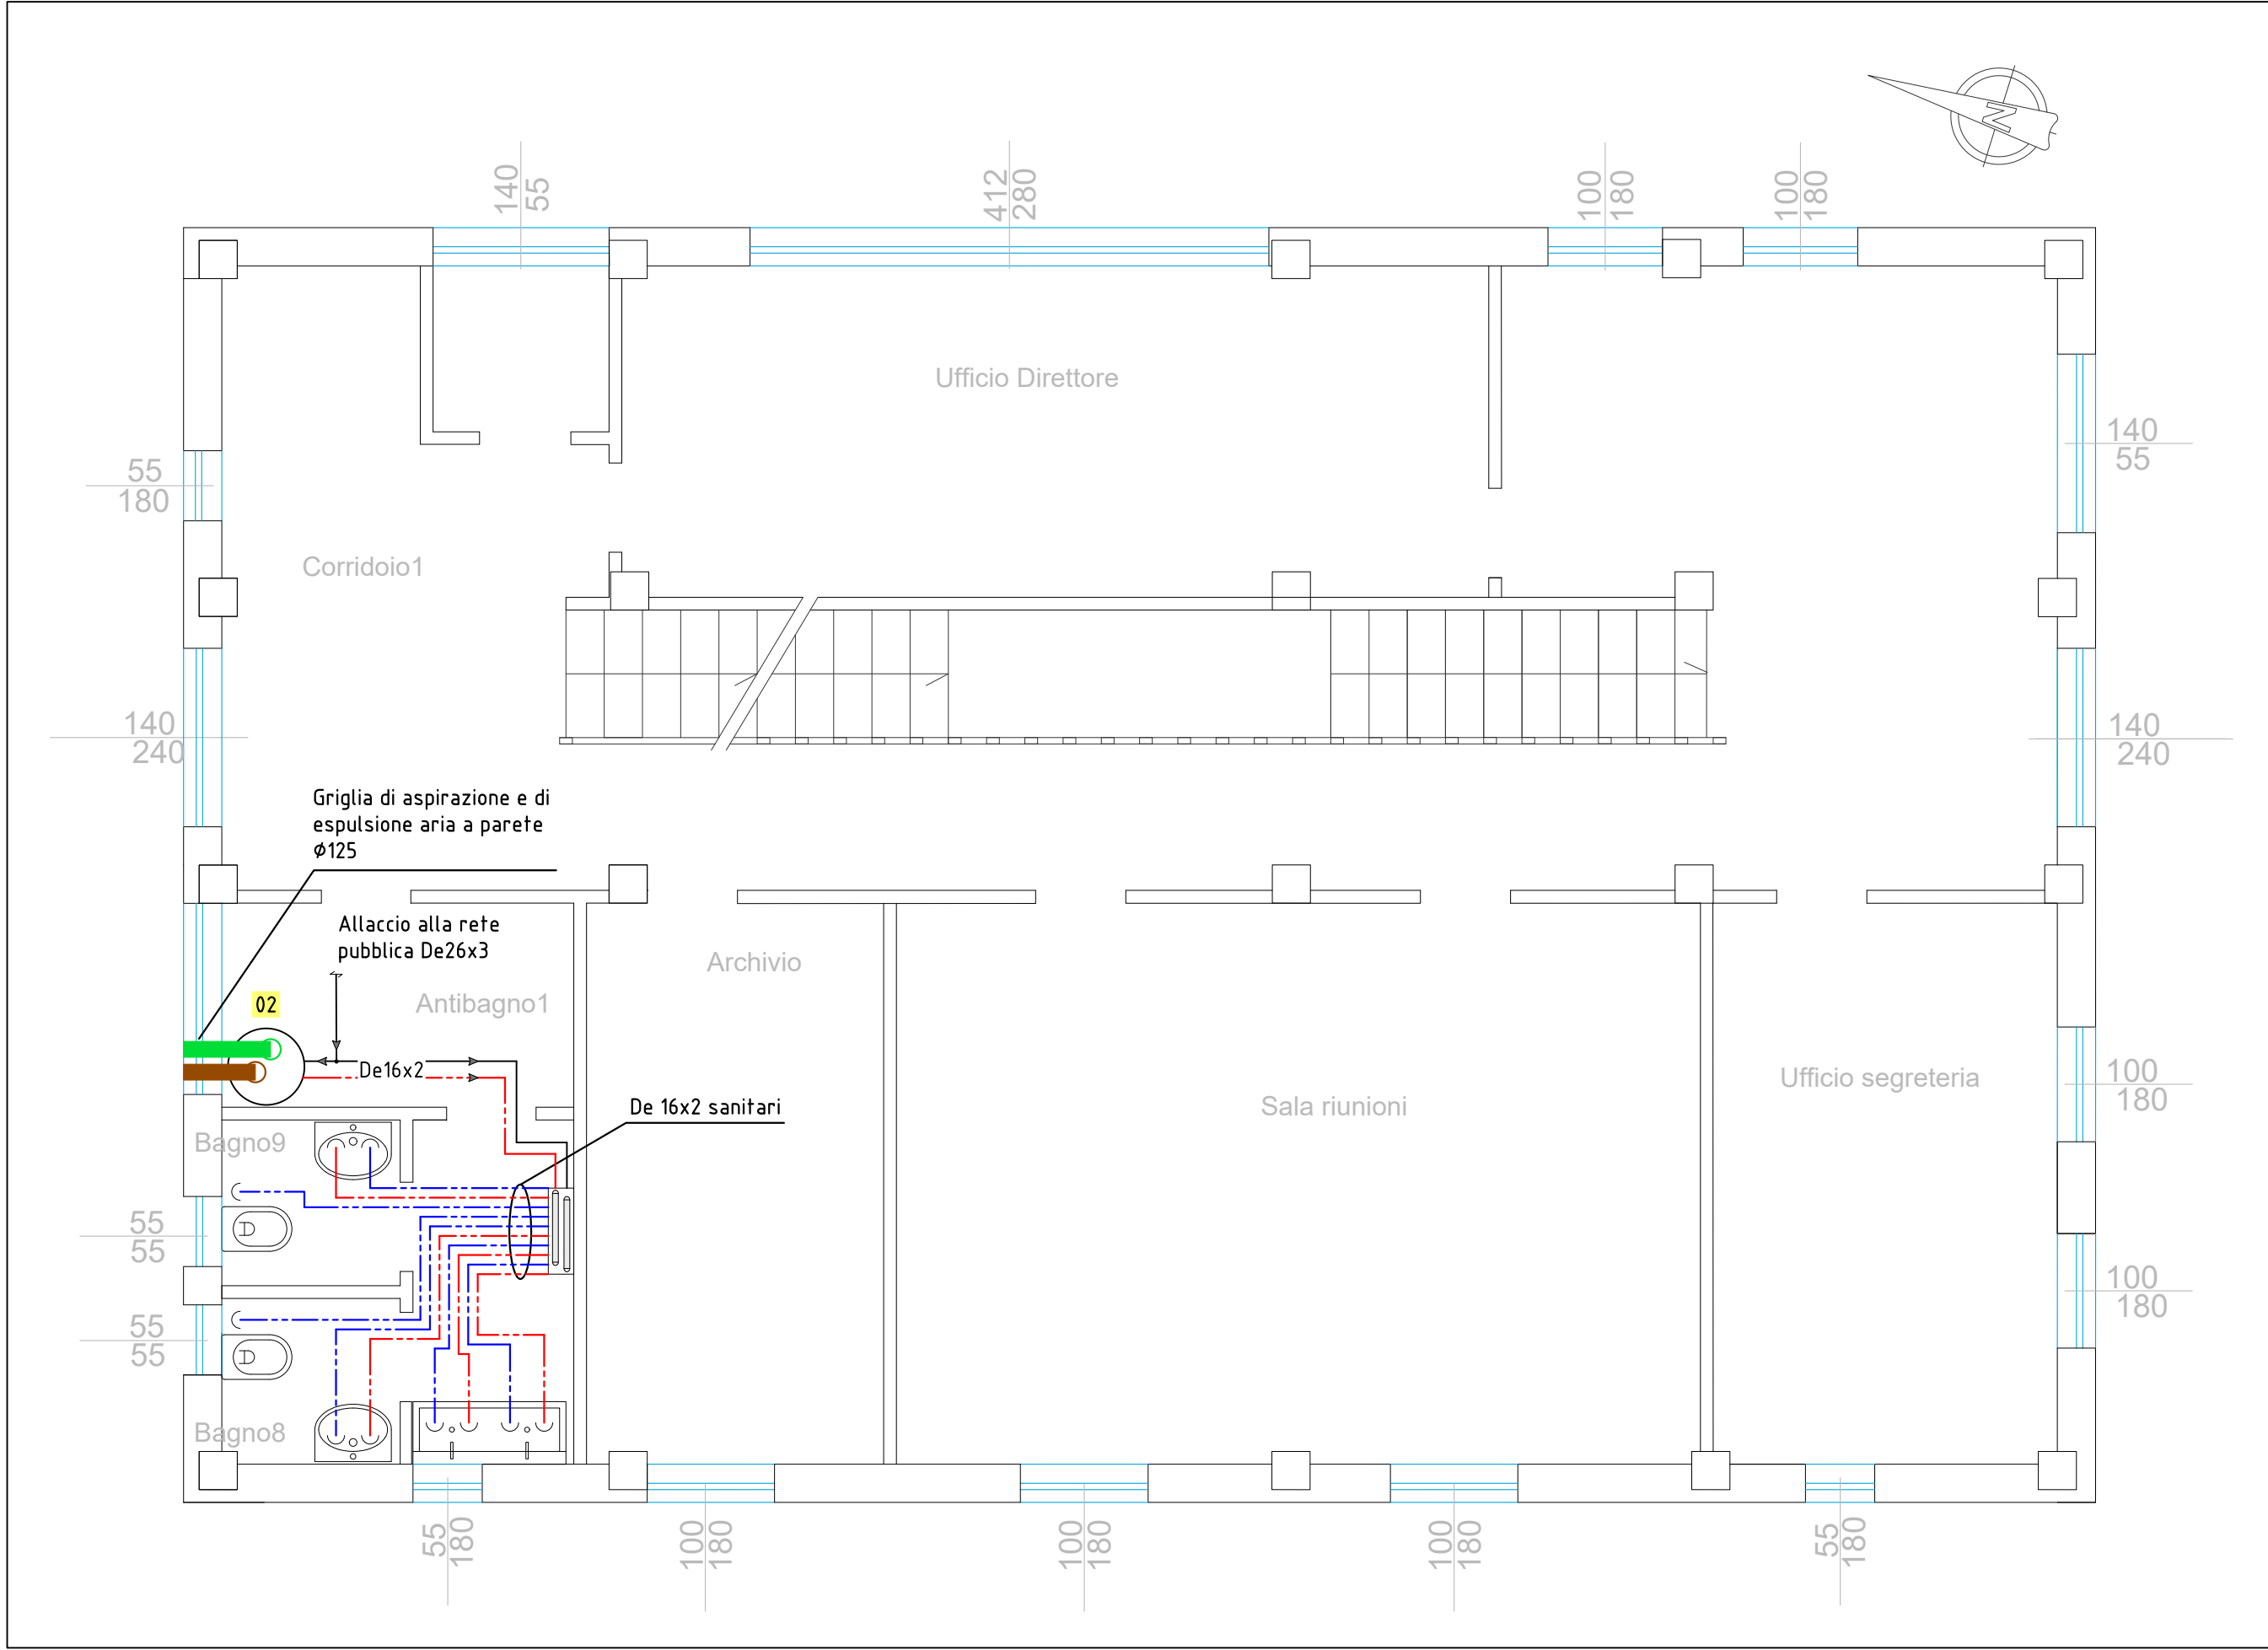 N
140
55
412
280
100
180
100
180
Ufficio Direttore
140
55
55
180
Corridoio1
140
240
140
240
Griglia di aspirazione e di
espulsione aria a parete
Ø125
Allaccio alla rete
pubblica De26x3
Archivio
02
Antibagno1
De16x2
De 16x2 sanitari
Sala riunioni
Ufficio segreteria
100
180
Bagno9
55
55
100
180
55
55
Bagno8
55
180
100
180
100
180
100
180
55
180